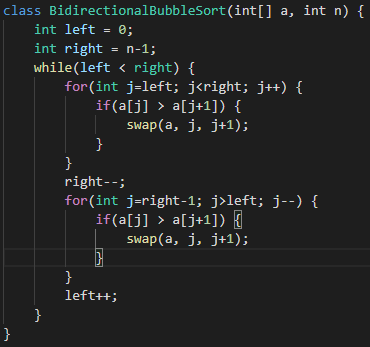 class BidirectionalBubbleSort(int[] a, int n) {
    int left = 0;
    int right = n-1;
    while(left < right) {
        for(int j=left; j<right; j++) {
            if(a[j] > a[j+1]) {
                swap(a, j, j+1);
            }
        }
        right--;
        for(int j=right-1; j>left; j--) {
            if(a[j] > a[j+1]) {
                swap(a, j, j+1);
            }
        }
        left++;
    }
}